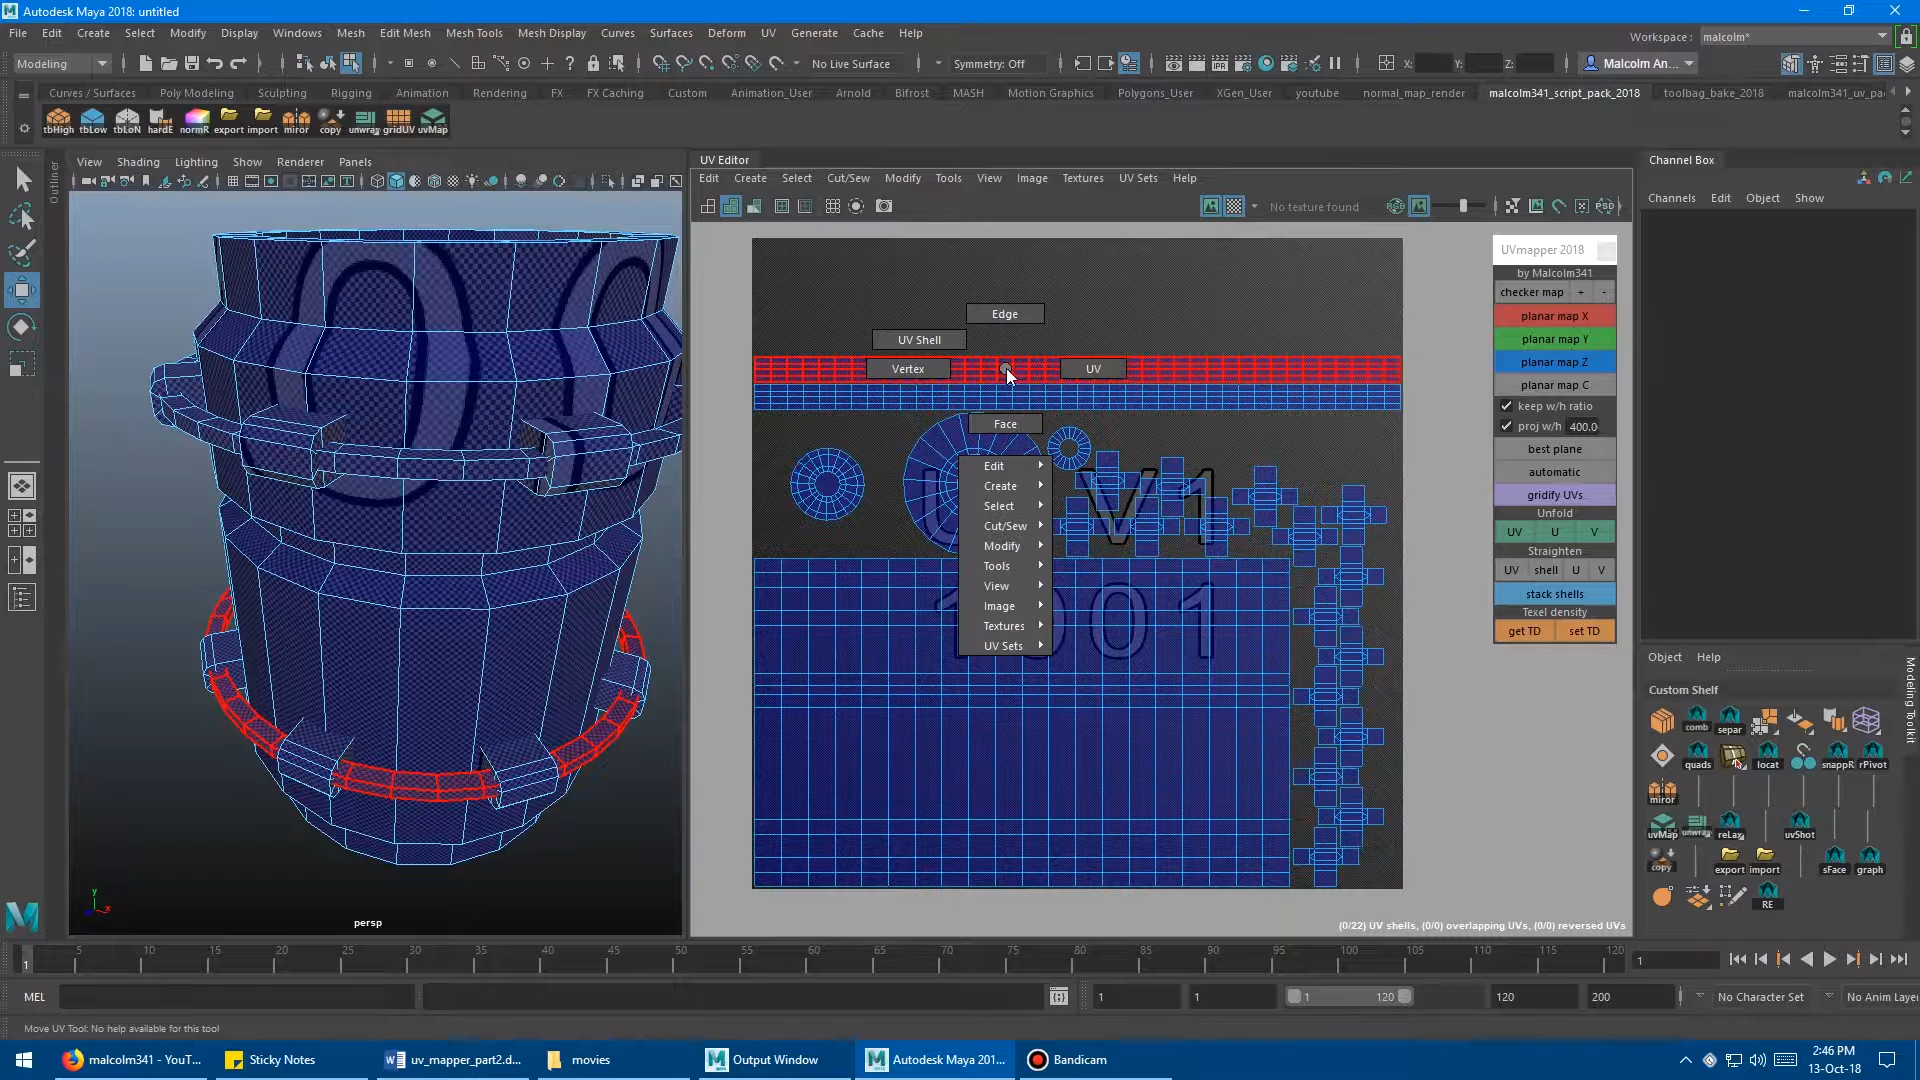 Autodesk Maya 2018: untitled
File Edit Create Select Modify Display Windows Mesh Edit Mesh Mesh Tools Mesh Display Curves Surfaces Deform UV Generate Cache Help
Workspace : malcolm*
Modeling No Live Surface Symmetry: Off X: Y: Z: Malcolm An...
Curves / Surfaces Poly Modeling Sculpting Rigging Animation Rendering FX FX Caching Custom Animation_User Arnold Bifrost MASH Motion Graphics Polygons_User XGen_User youtube normal_map_render malcolm341_script_pack_2018 toolbag_bake_2018 malcolm341_uv_pa
tbHigh tbLow tbLoN hardE normR export import miror copy unwra gridUV uvMap
Outliner
View Shading Lighting Show Renderer Panels
persp
UV Editor
Edit Create Select Cut/Sew Modify Tools View Image Textures UV Sets Help
No texture found
Edge
UV Shell
Vertex UV
Face
Edit
Create
Select
Cut/Sew
Modify
Tools
View
Image
Textures
UV Sets
U V1
1001
(0/22) UV shells, (0/0) overlapping UVs, (0/0) reversed UVs
UVmapper 2018
by Malcolm341
checker map + -
planar map X
planar map Y
planar map Z
planar map C
keep w/h ratio
proj w/h 400.0
best plane
automatic
gridify UVs
Unfold
UV U V
Straighten
UV shell U V
stack shells
Texel density
get TD set TD
Channel Box
Channels Edit Object Show
Object Help
Custom Shelf
comb separ
quads locat snappR rPivot
miror
uvMap unwra reLax uvShot
copy export import sFace graph
RE
Modeling Toolkit
5 10 15 20 25 30 35 40 45 50 55 60 65 70 75 80 85 90 95 100 105 110 115 120
1 1
MEL 1 1 1 120 120 200 No Character Set No Anim Layer
Move UV Tool: No help available for this tool
malcolm341 - YouT... Sticky Notes uv_mapper_part2.d... movies Output Window Autodesk Maya 201... Bandicam
2:46 PM
13-Oct-18